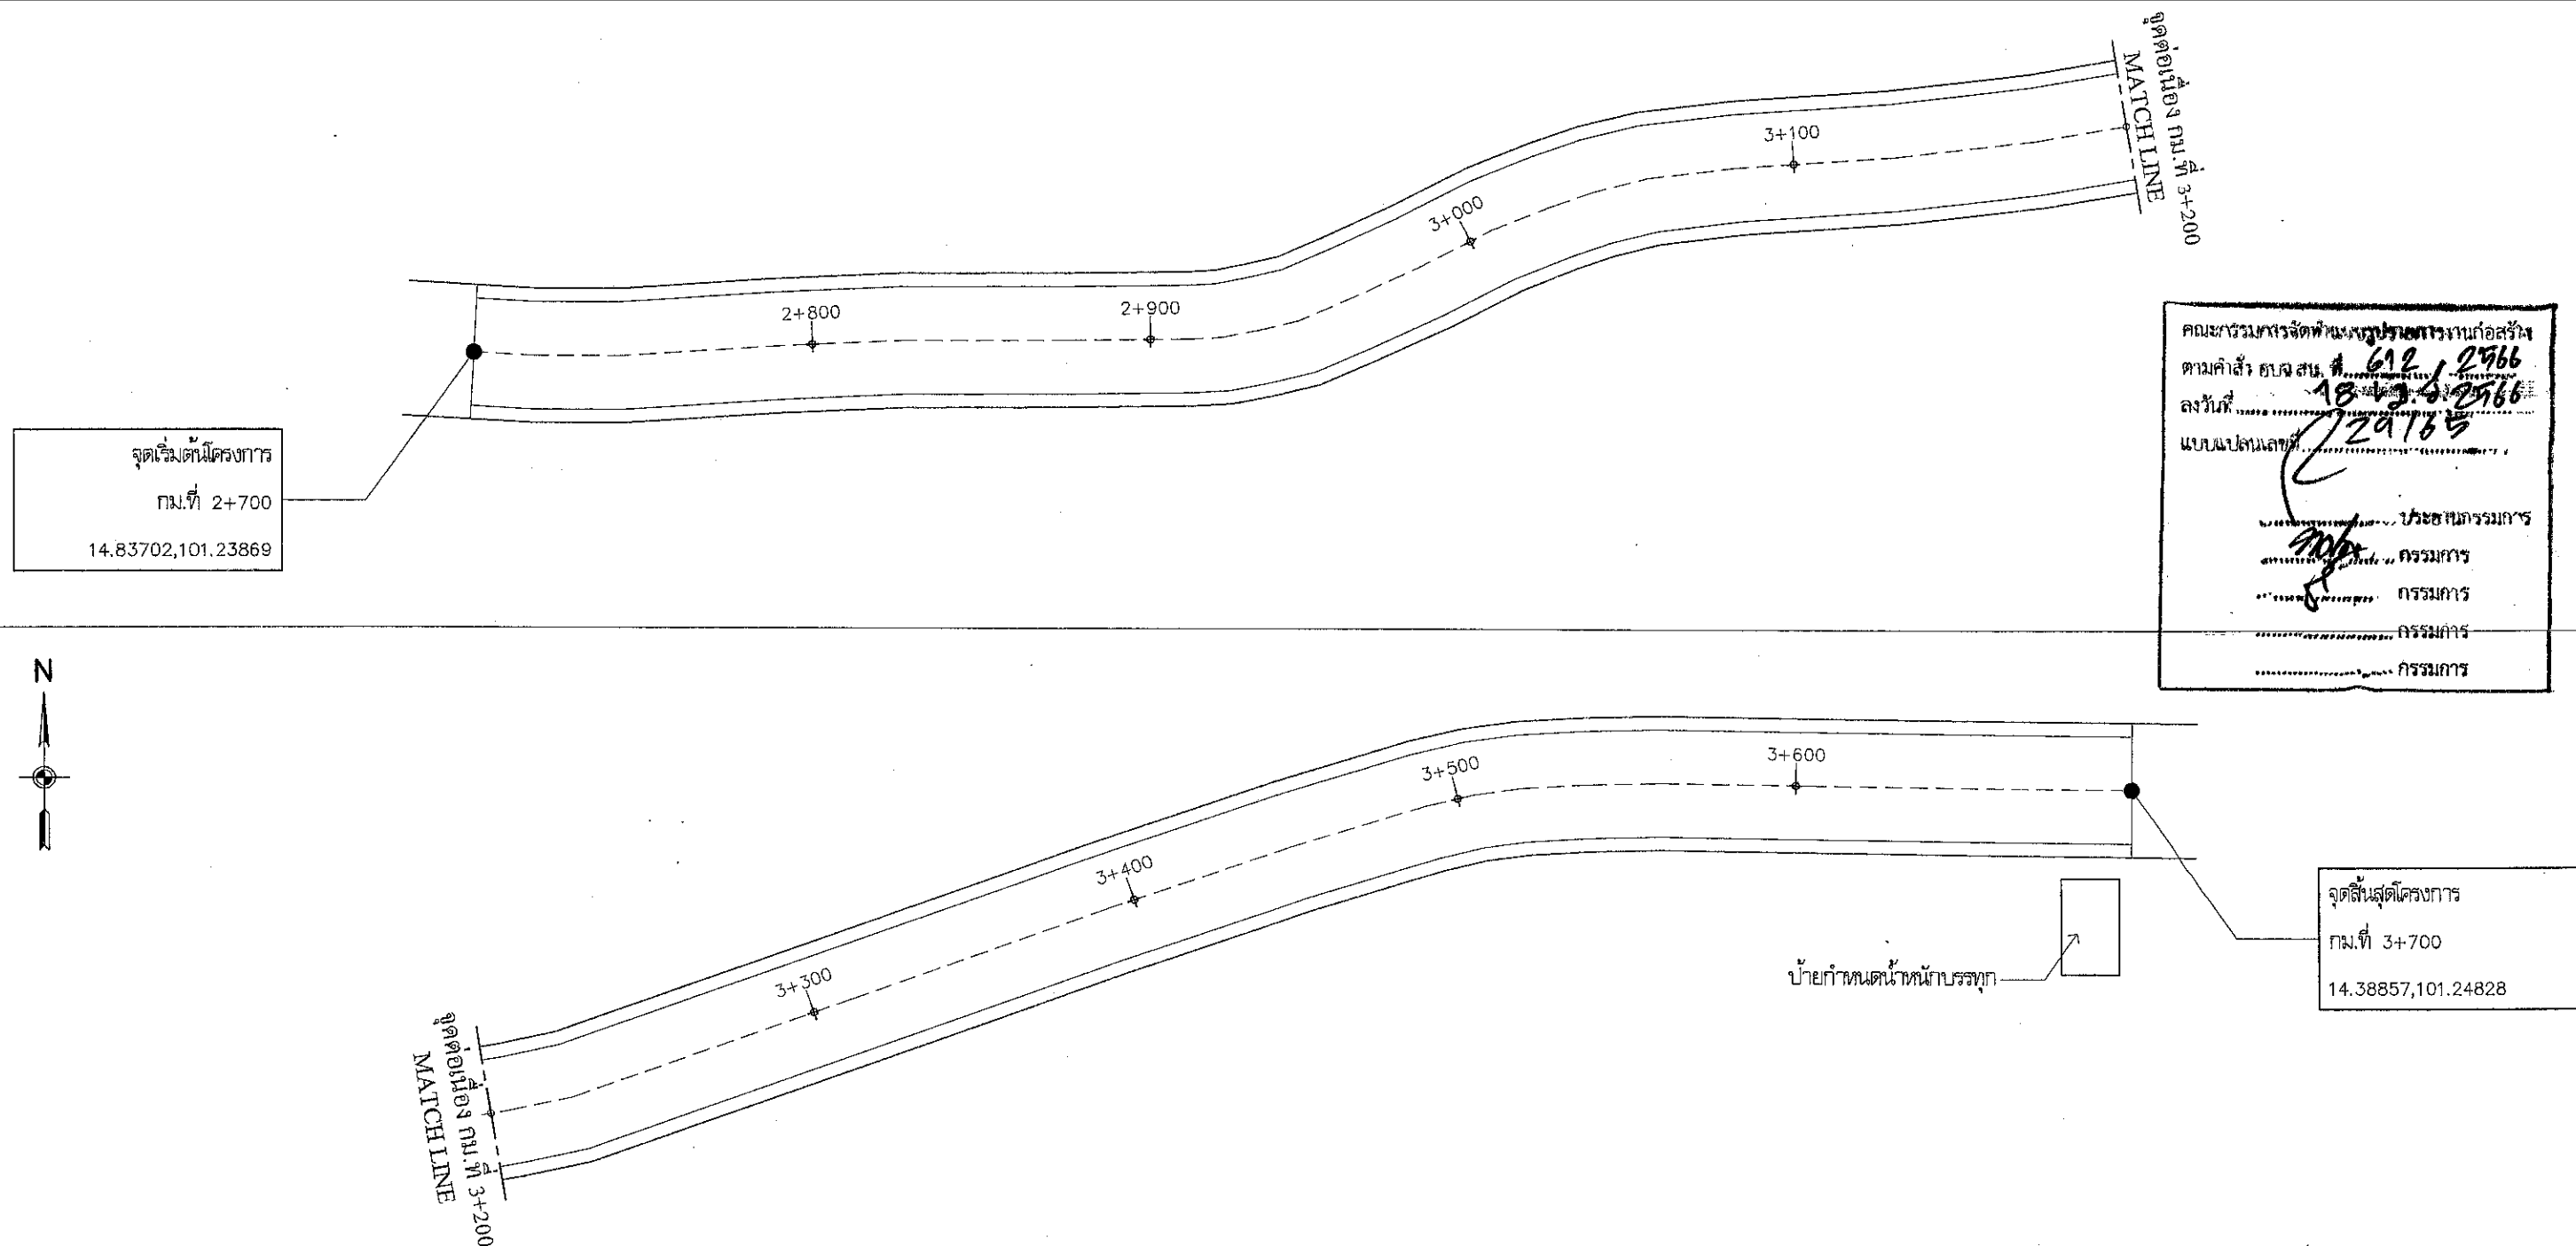 จุดต่อเนื่อง กม.ที่ 3+200
MATCH LINE
3+100
3+000
2+900
2+800
จุดเริ่มต้นโครงการ
กม.ที่ 2+700
14.83702,101.23869
คณะกรรมการจัดทำแบบรูปรายการงานก่อสร้าง
ตามคำสั่ง อบจ.สบ. ที่ 612 / 2566
ลงวันที่ 18 2566
แบบแปลนเลขที่ 29/65
ประธานกรรมการ
กรรมการ
กรรมการ
กรรมการ
กรรมการ
N
3+600
3+500
3+400
3+300
จุดสิ้นสุดโครงการ
กม.ที่ 3+700
14.38857,101.24828
ป้ายกำหนดน้ำหนักบรรทุก
จุดต่อเนื่อง กม.ที่ 3+200
MATCH LINE